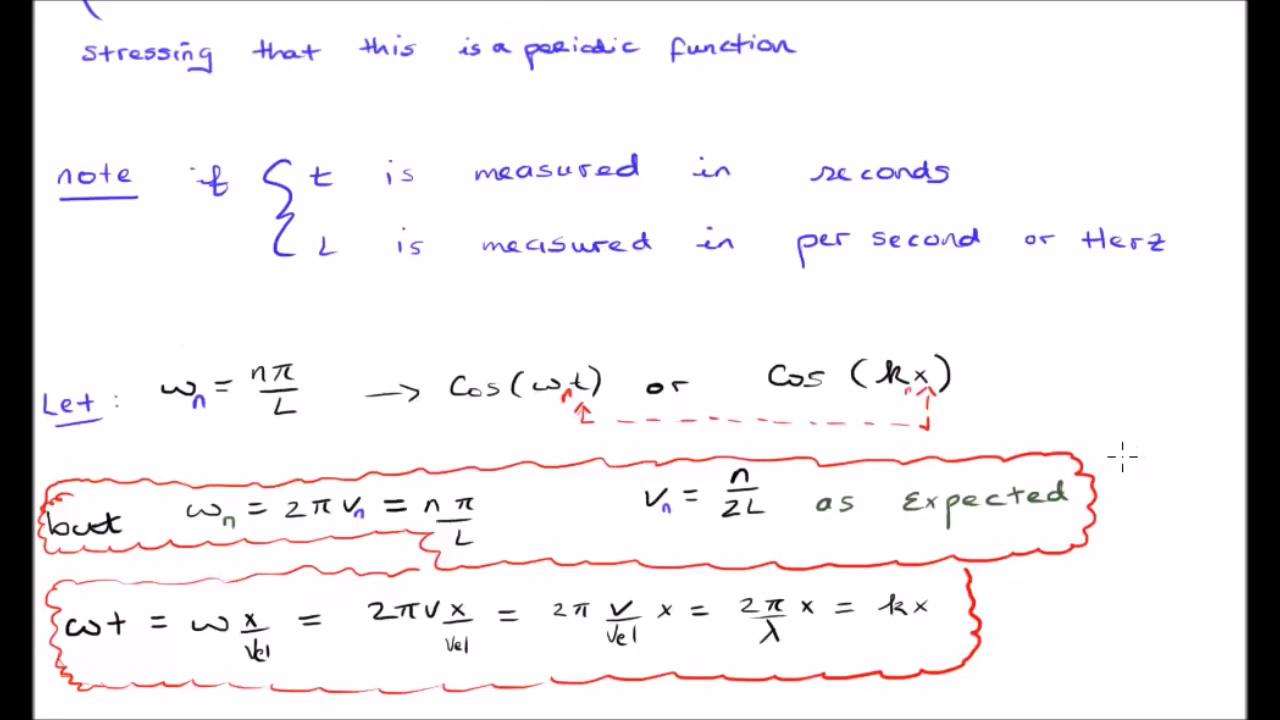 stressing that this is a periodic function
note if { t is measured in seconds
L is measured in per second or Herz
Let : ωn = nπ/L → Cos(ωnt) or Cos (knx)
but ωn = 2πνn = nπ/L νn = n/2L as Expected
ωt = ω x/vel = 2πν x/vel = 2π ν/vel x = 2π/λ x = kx